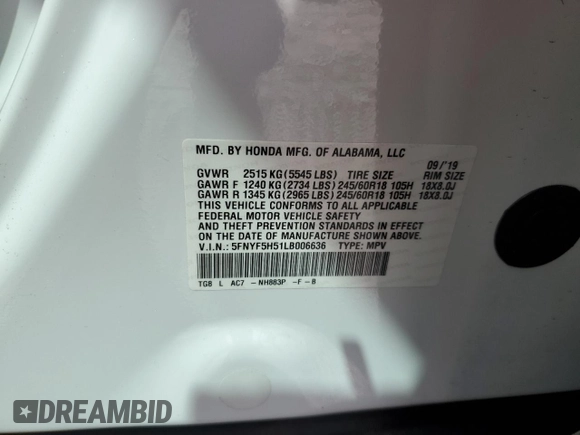 MFD. BY HONDA MFG. OF ALABAMA, LLC 09/'19
GVWR 2515 KG (5545 LBS) TIRE SIZE RIM SIZE
GAWR F 1240 KG (2734 LBS) 245/60R18 105H 18X8.0J
GAWR R 1345 KG (2965 LBS) 245/60R18 105H 18X8.0J
THIS VEHICLE CONFORMS TO ALL APPLICABLE
FEDERAL MOTOR VEHICLE SAFETY
AND THEFT PREVENTION STANDARDS IN EFFECT
ON THE DATE OF MANUFACTURE SHOWN ABOVE.
V.I.N.: 5FNYF5H51LB006636 TYPE: MPV
TG8 L AC7 -NH883P -F-B
DREAMBID